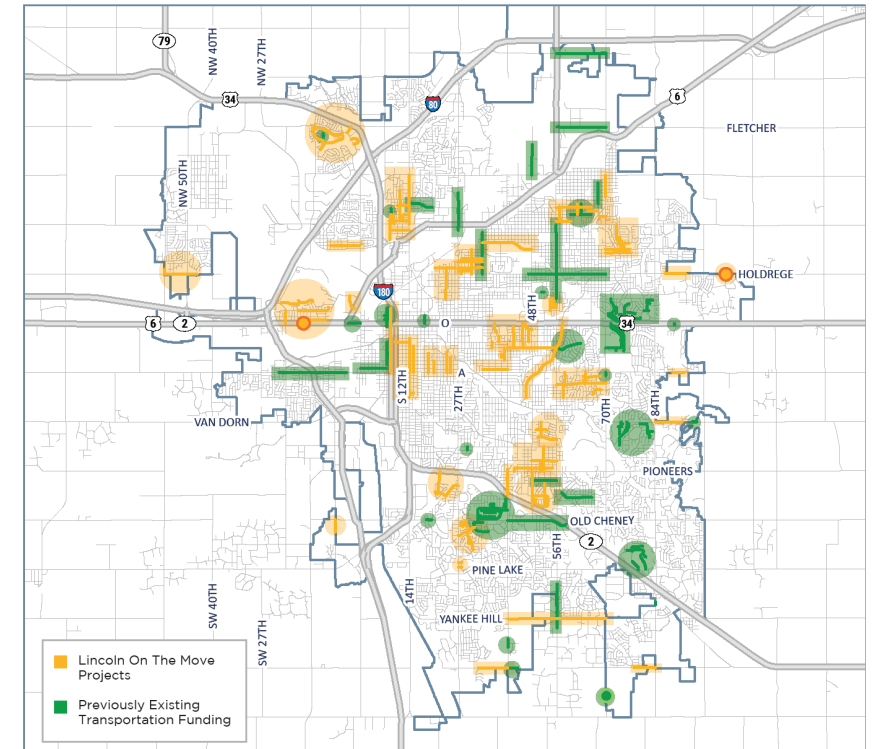 79
NW 40TH
NW 27TH
34
80
6
FLETCHER
NW 50TH
HOLDREGE
180
48TH
6
2
O
34
S 12TH
A
27TH
70TH
84TH
VAN DORN
PIONEERS
OLD CHENEY
2
56TH
PINE LAKE
14TH
SW 40TH
SW 27TH
YANKEE HILL
Lincoln On The Move
Projects
Previously Existing
Transportation Funding